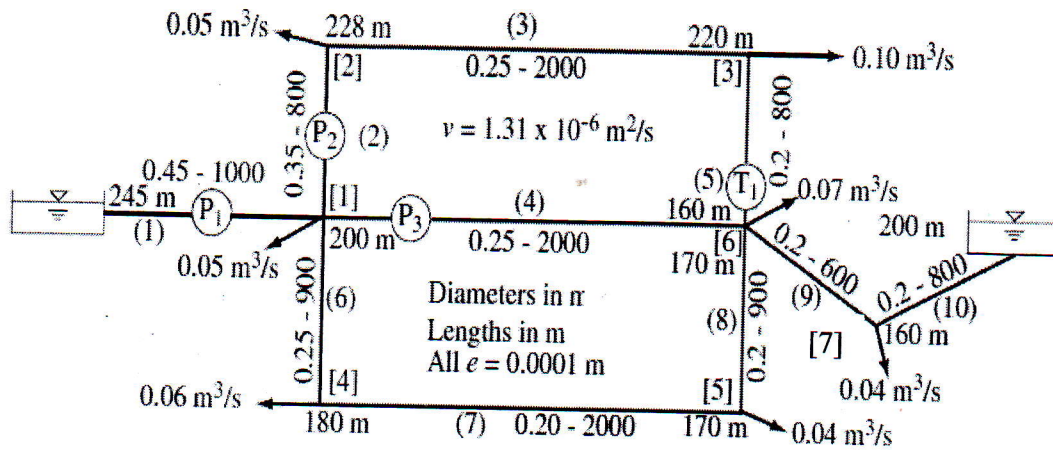 0.05 m³/s
228 m
(3)
220 m
[2]
0.25 - 2000
[3]
0.10 m³/s
0.35 - 800
P₂
(2)
ν = 1.31 x 10⁻⁶ m²/s
0.2 - 800
0.45 - 1000
245 m
P₁
(1)
[1]
P₃
(4)
(5)
T₁
0.07 m³/s
160 m
200 m
0.25 - 2000
[6]
200 m
0.05 m³/s
170 m
0.25 - 900
(6)
Diameters in m
Lengths in m
All e = 0.0001 m
(8)
0.2 - 900
0.2 - 600
(9)
0.2 - 800
(10)
[7]
160 m
0.04 m³/s
0.06 m³/s
[4]
180 m
(7)
0.20 - 2000
[5]
170 m
0.04 m³/s